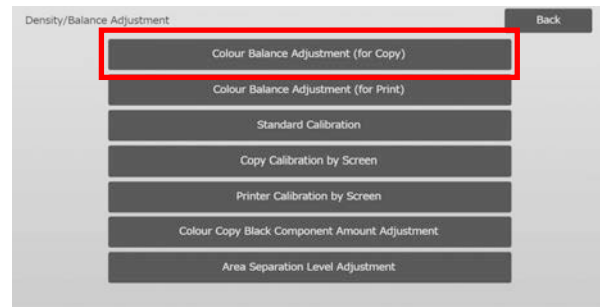 Density/Balance Adjustment Back
Colour Balance Adjustment (for Copy)
Colour Balance Adjustment (for Print)
Standard Calibration
Copy Calibration by Screen
Printer Calibration by Screen
Colour Copy Black Component Amount Adjustment
Area Separation Level Adjustment